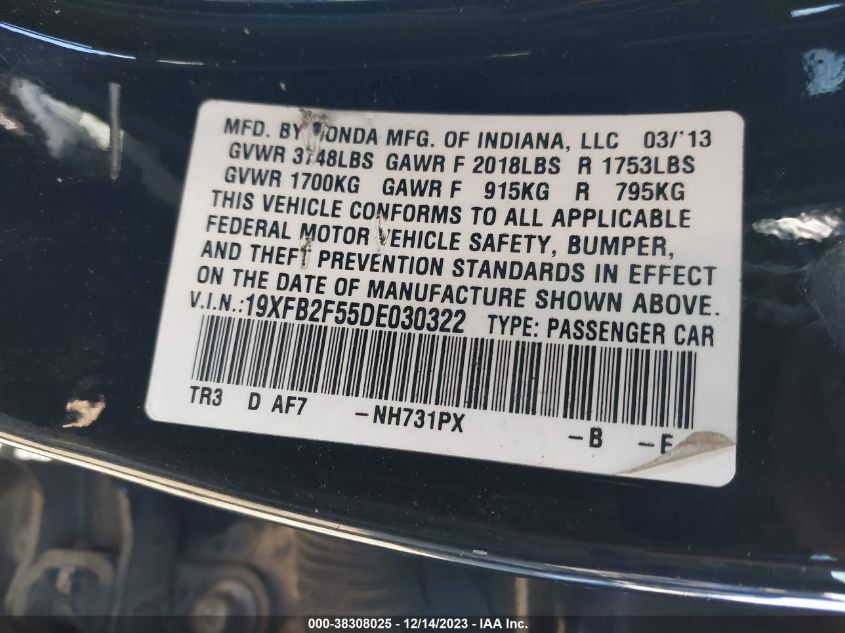 MFD. BY HONDA MFG. OF INDIANA, LLC 03/'13
GVWR 3748LBS GAWR F 2018LBS R 1753LBS
GVWR 1700KG GAWR F 915KG R 795KG
THIS VEHICLE CONFORMS TO ALL APPLICABLE
FEDERAL MOTOR VEHICLE SAFETY, BUMPER,
AND THEFT PREVENTION STANDARDS IN EFFECT
ON THE DATE OF MANUFACTURE SHOWN ABOVE.
V.I.N.:19XFB2F55DE030322 TYPE: PASSENGER CAR
TR3 D AF7 -NH731PX -B -E
000-38308025 | 12/14/2023 | IAA Inc.